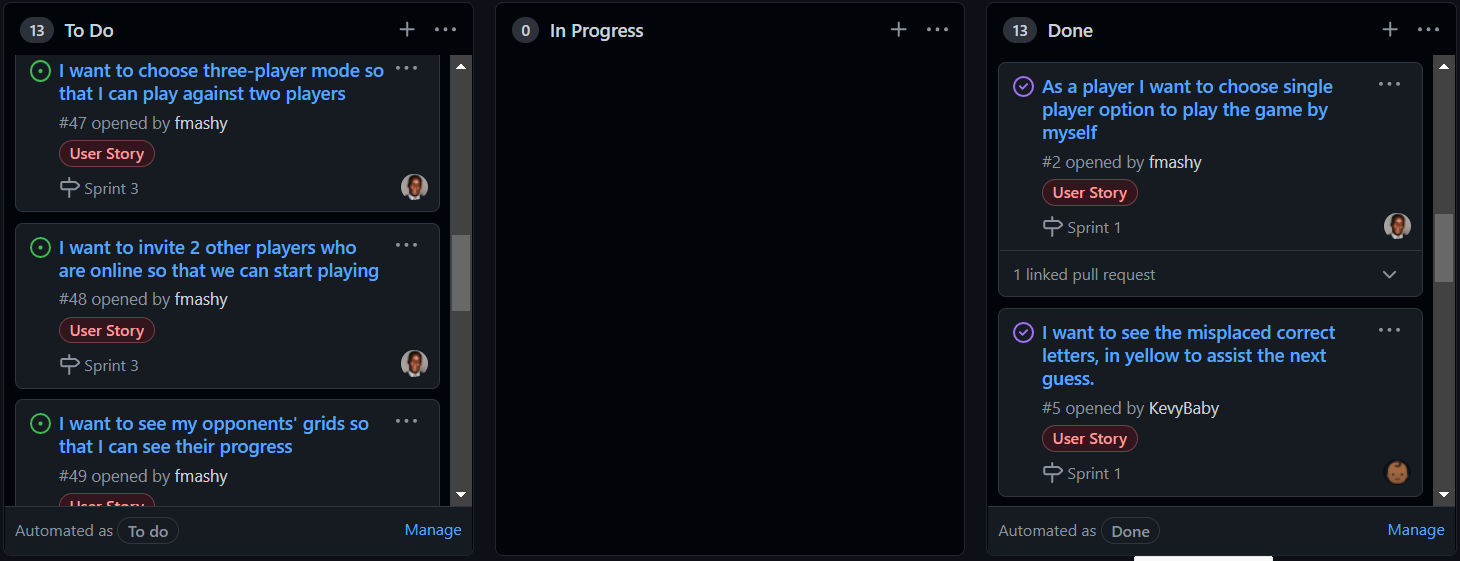 13 To Do
I want to choose three-player mode so
that I can play against two players
#47 opened by fmashy
User Story
Sprint 3
I want to invite 2 other players who
are online so that we can start playing
#48 opened by fmashy
User Story
Sprint 3
I want to see my opponents' grids so
that I can see their progress
#49 opened by fmashy
User Story
Automated as To do Manage
0 In Progress
13 Done
As a player I want to choose single
player option to play the game by
myself
#2 opened by fmashy
User Story
Sprint 1
1 linked pull request
I want to see the misplaced correct
letters, in yellow to assist the next
guess.
#5 opened by KevyBaby
User Story
Sprint 1
Automated as Done Manage